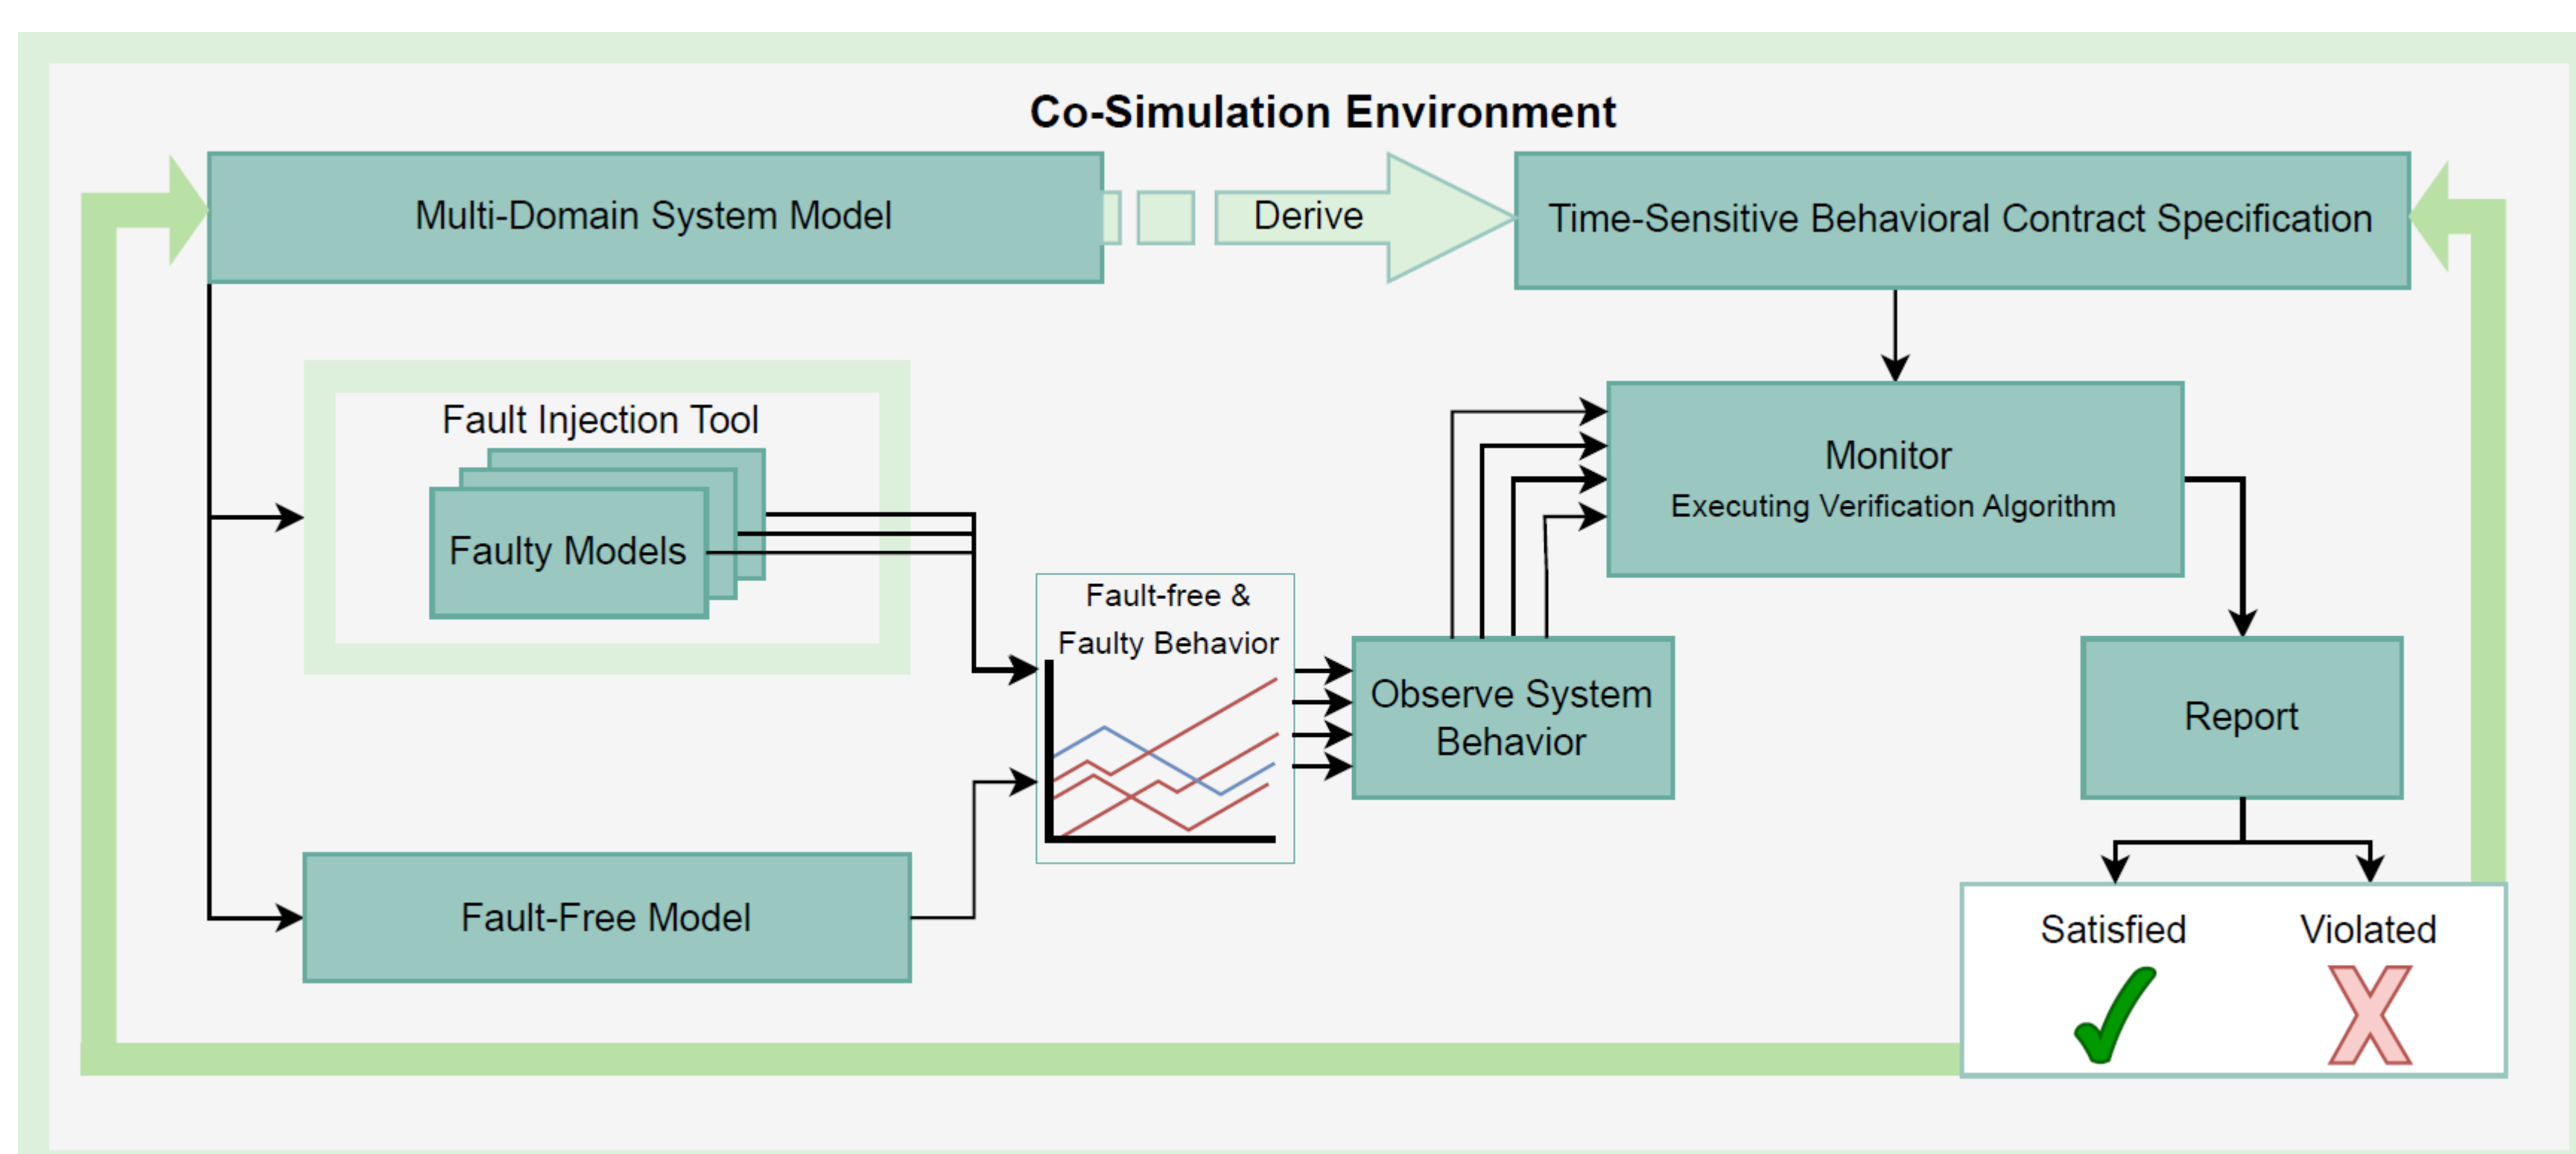 Co-Simulation Environment
Multi-Domain System Model
Derive
Time-Sensitive Behavioral Contract Specification
Fault Injection Tool
Faulty Models
Fault-Free Model
Fault-free &
Faulty Behavior
Observe System
Behavior
Monitor
Executing Verification Algorithm
Report
Satisfied
Violated